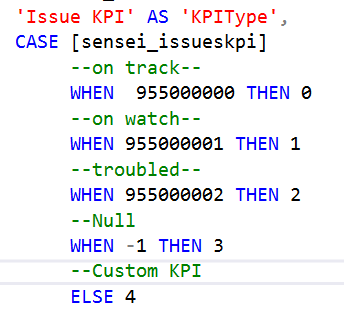 'Issue KPI' AS 'KPIType',
CASE [sensei_issueskpi]
--on track--
WHEN  955000000 THEN 0
--on watch--
WHEN 955000001 THEN 1
--troubled--
WHEN 955000002 THEN 2
--Null
WHEN -1 THEN 3
--Custom KPI
ELSE 4